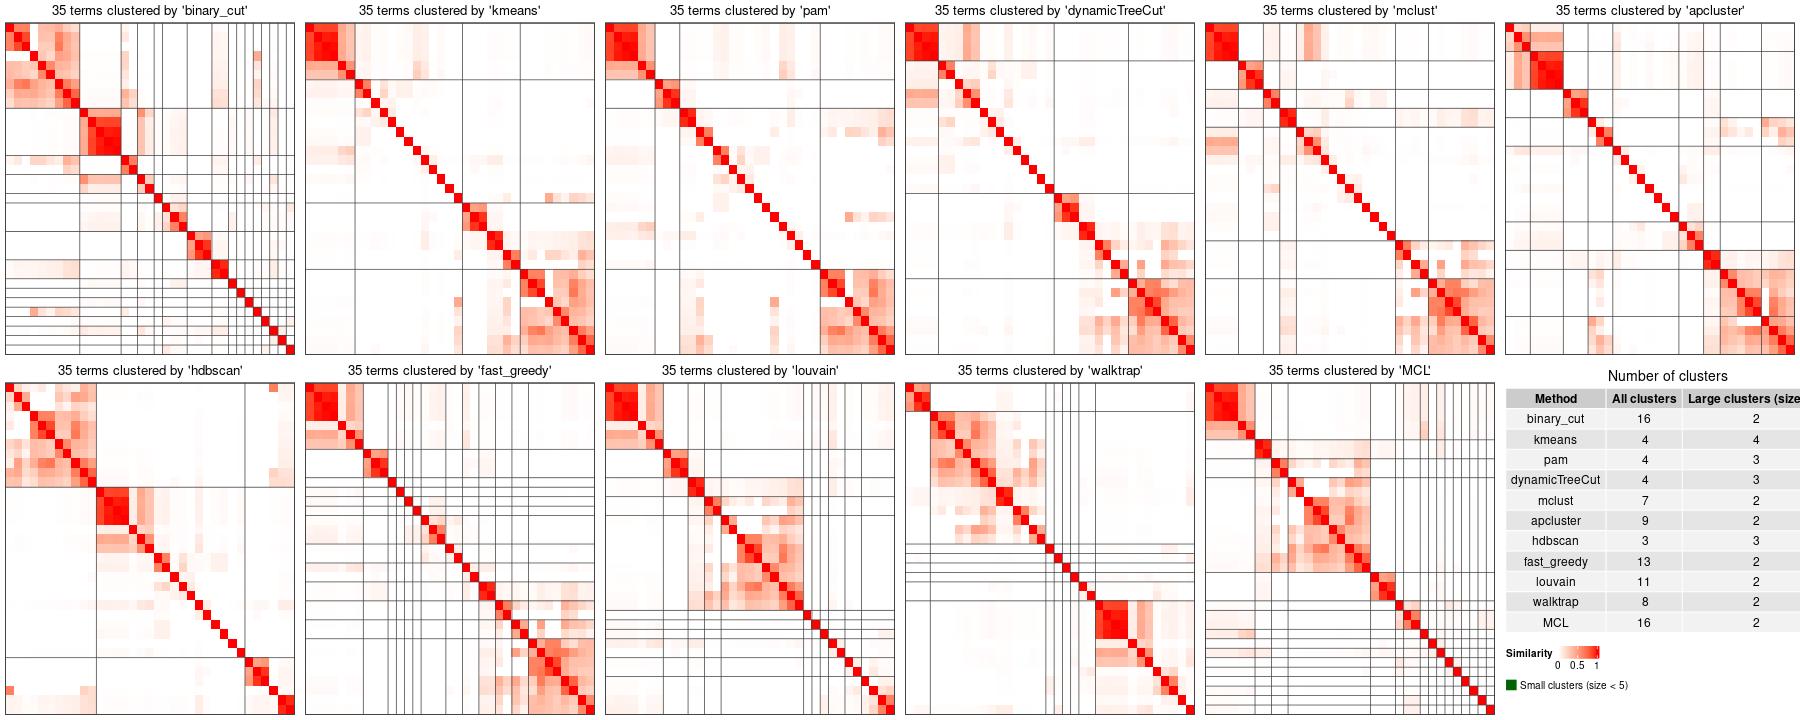 35 terms clustered by 'binary_cut'
35 terms clustered by 'kmeans'
35 terms clustered by 'pam'
35 terms clustered by 'dynamicTreeCut'
35 terms clustered by 'mclust'
35 terms clustered by 'apcluster'
35 terms clustered by 'hdbscan'
35 terms clustered by 'fast_greedy'
35 terms clustered by 'louvain'
35 terms clustered by 'walktrap'
35 terms clustered by 'MCL'
Number of clusters
Method All clusters Large clusters (size
binary_cut 16 2
kmeans 4 4
pam 4 3
dynamicTreeCut 4 3
mclust 7 2
apcluster 9 2
hdbscan 3 3
fast_greedy 13 2
louvain 11 2
walktrap 8 2
MCL 16 2
Similarity
0 0.5 1
Small clusters (size < 5)